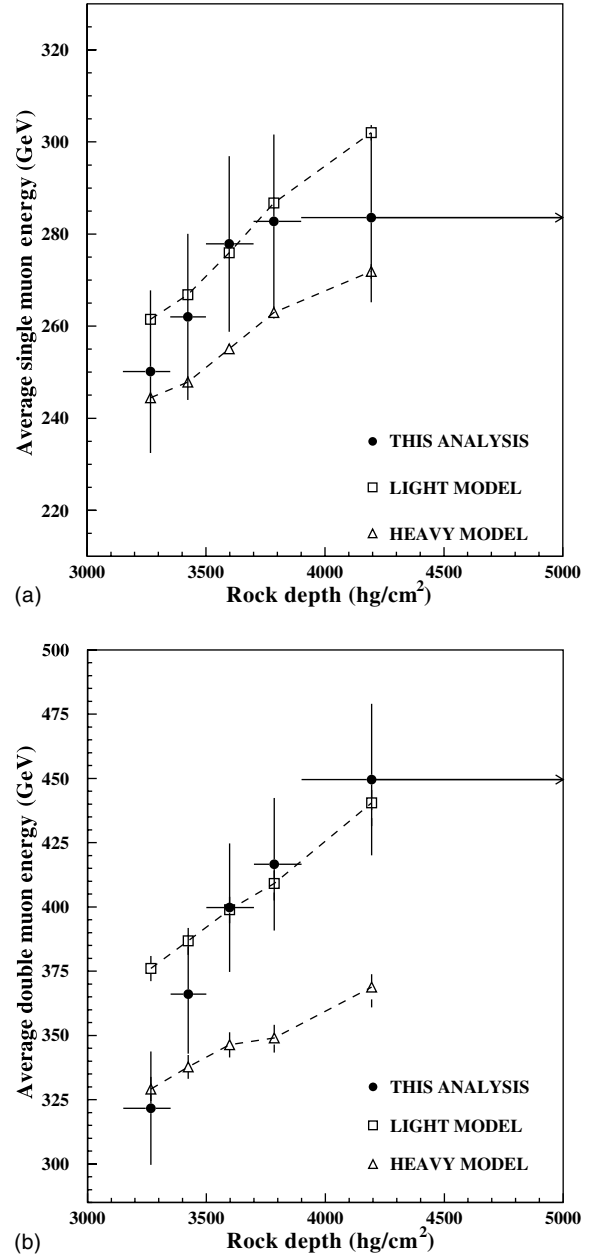 320
300
280
260
240
220
Average single muon energy (GeV)
THIS ANALYSIS
LIGHT MODEL
HEAVY MODEL
3000 3500 4000 4500 5000
Rock depth (hg/cm²)
(a)
500
475
450
425
400
375
350
325
300
Average double muon energy (GeV)
THIS ANALYSIS
LIGHT MODEL
HEAVY MODEL
3000 3500 4000 4500 5000
Rock depth (hg/cm²)
(b)